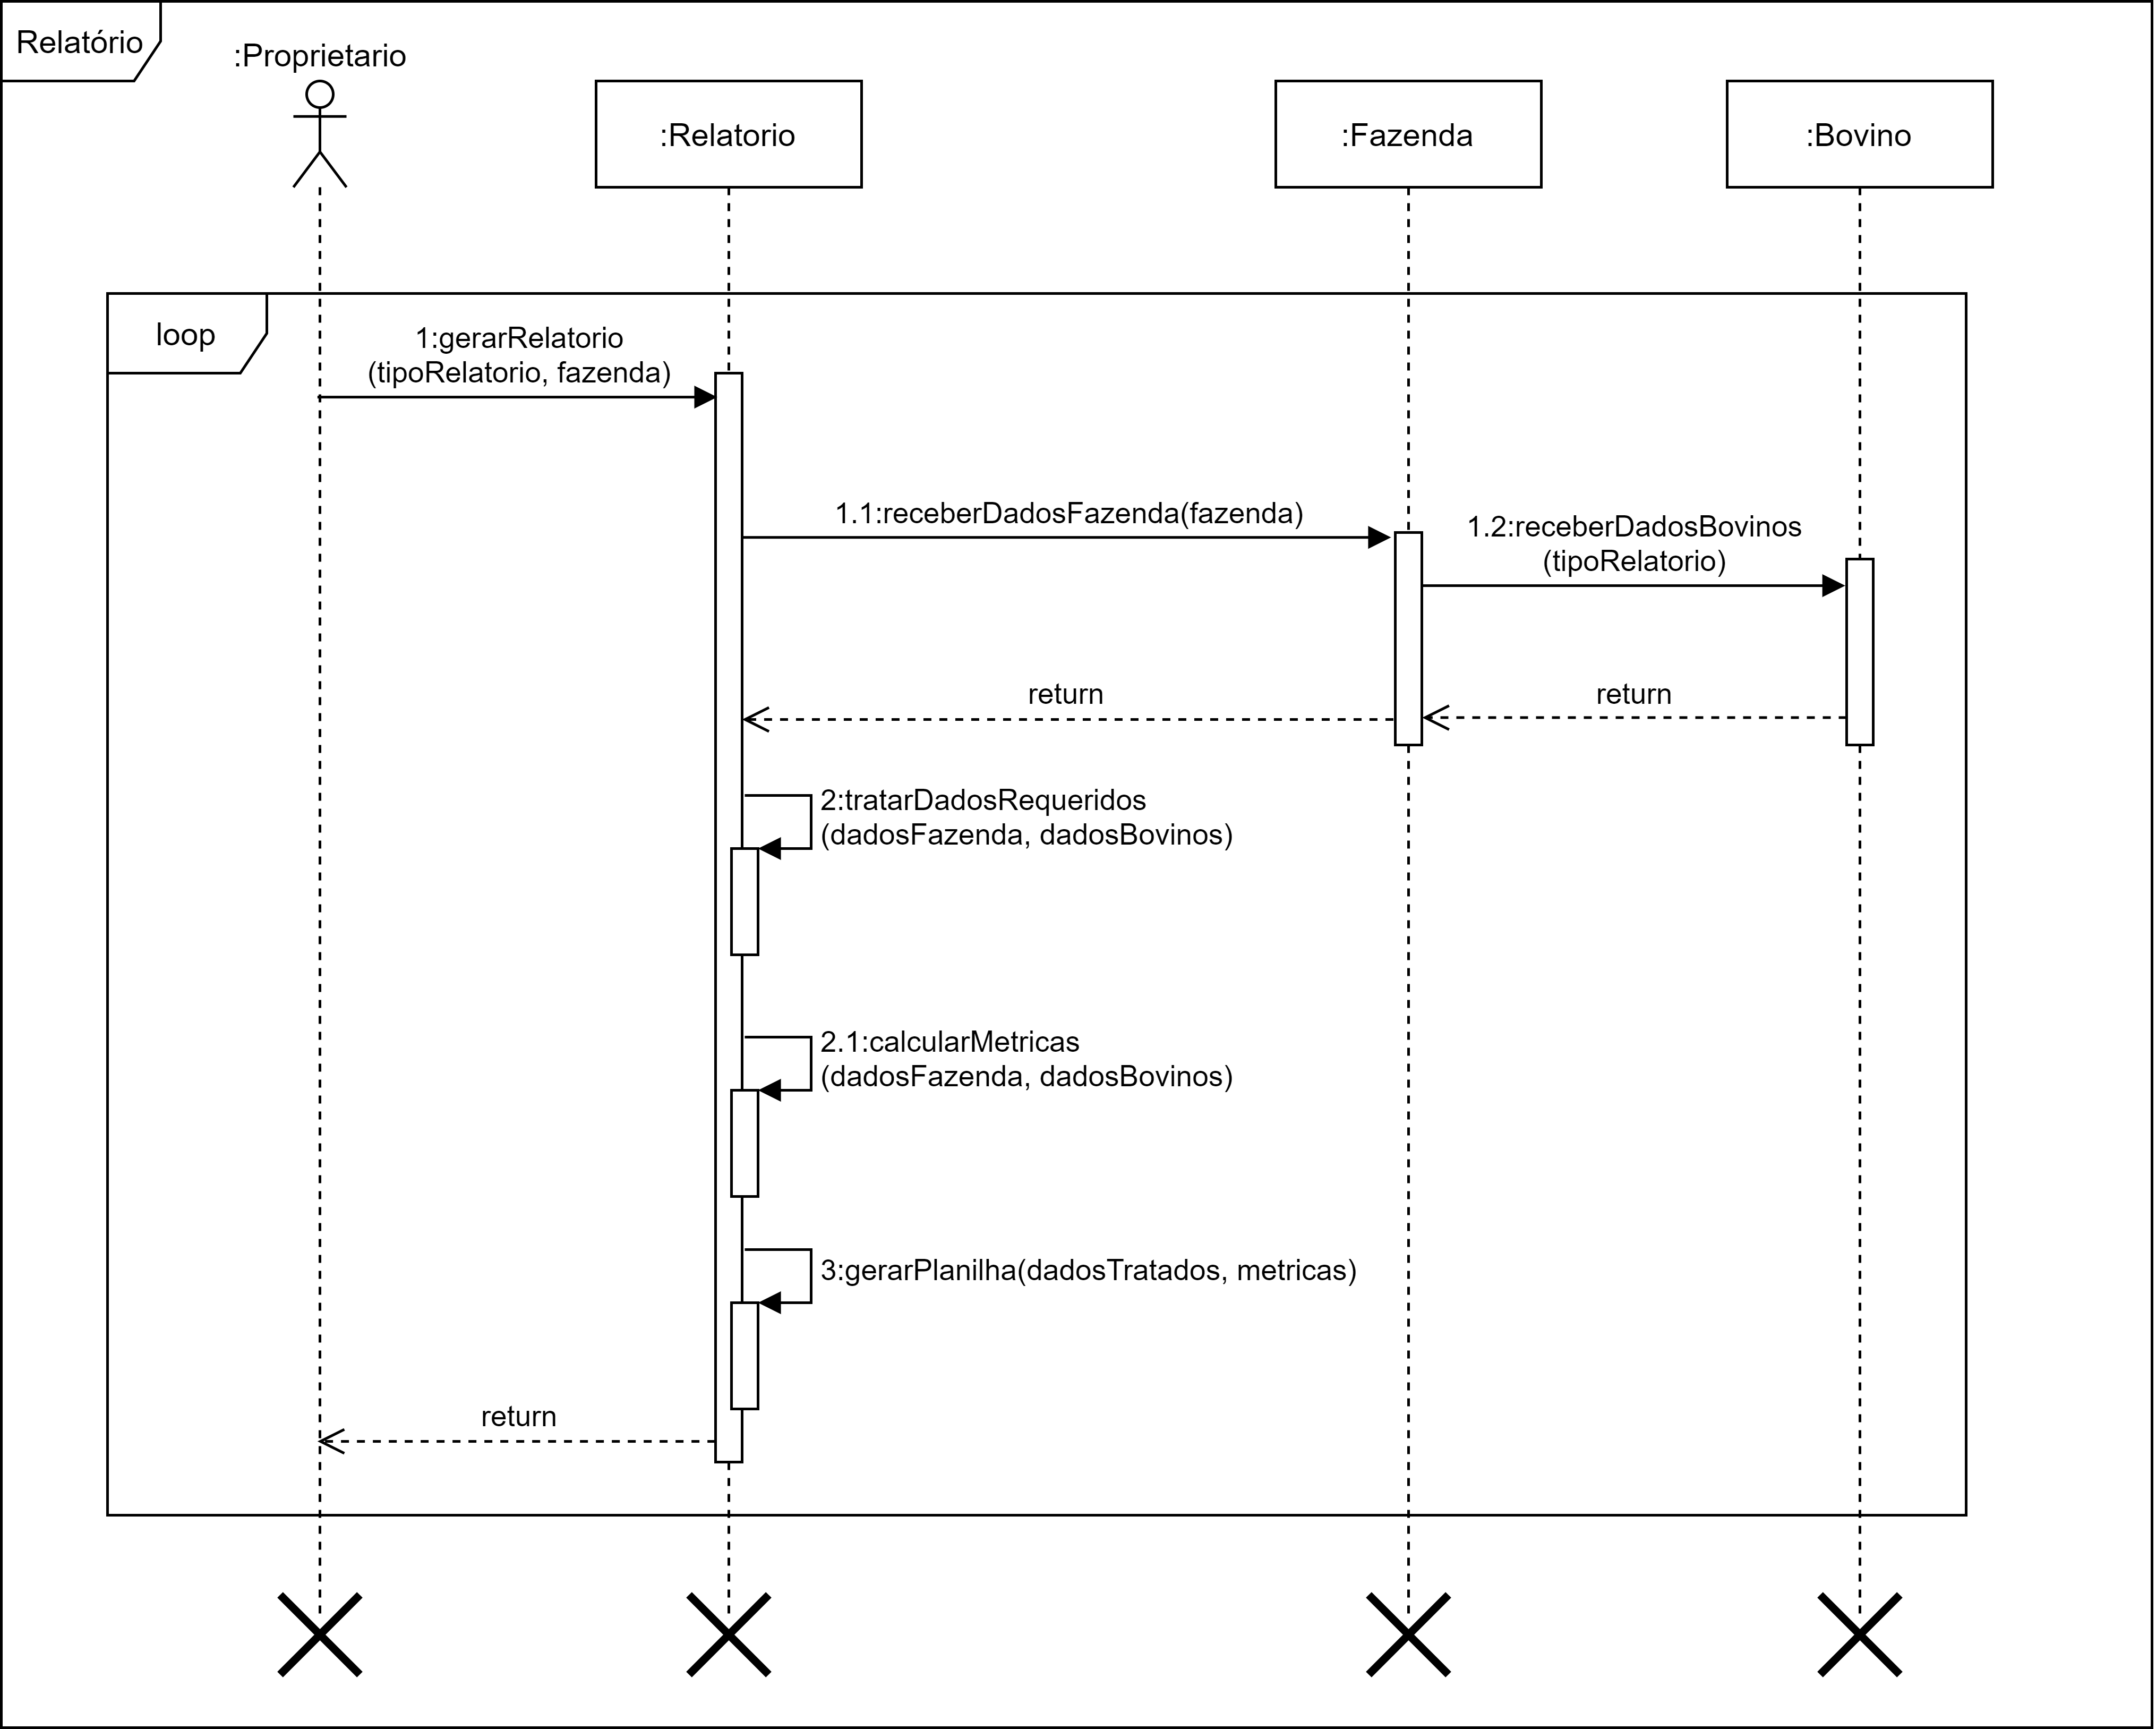 Relatório
:Proprietario
:Relatorio
:Fazenda
:Bovino
loop
1:gerarRelatorio
(tipoRelatorio, fazenda)
1.1:receberDadosFazenda(fazenda)
1.2:receberDadosBovinos
(tipoRelatorio)
return
return
2:tratarDadosRequeridos
(dadosFazenda, dadosBovinos)
2.1:calcularMetricas
(dadosFazenda, dadosBovinos)
3:gerarPlanilha(dadosTratados, metricas)
return